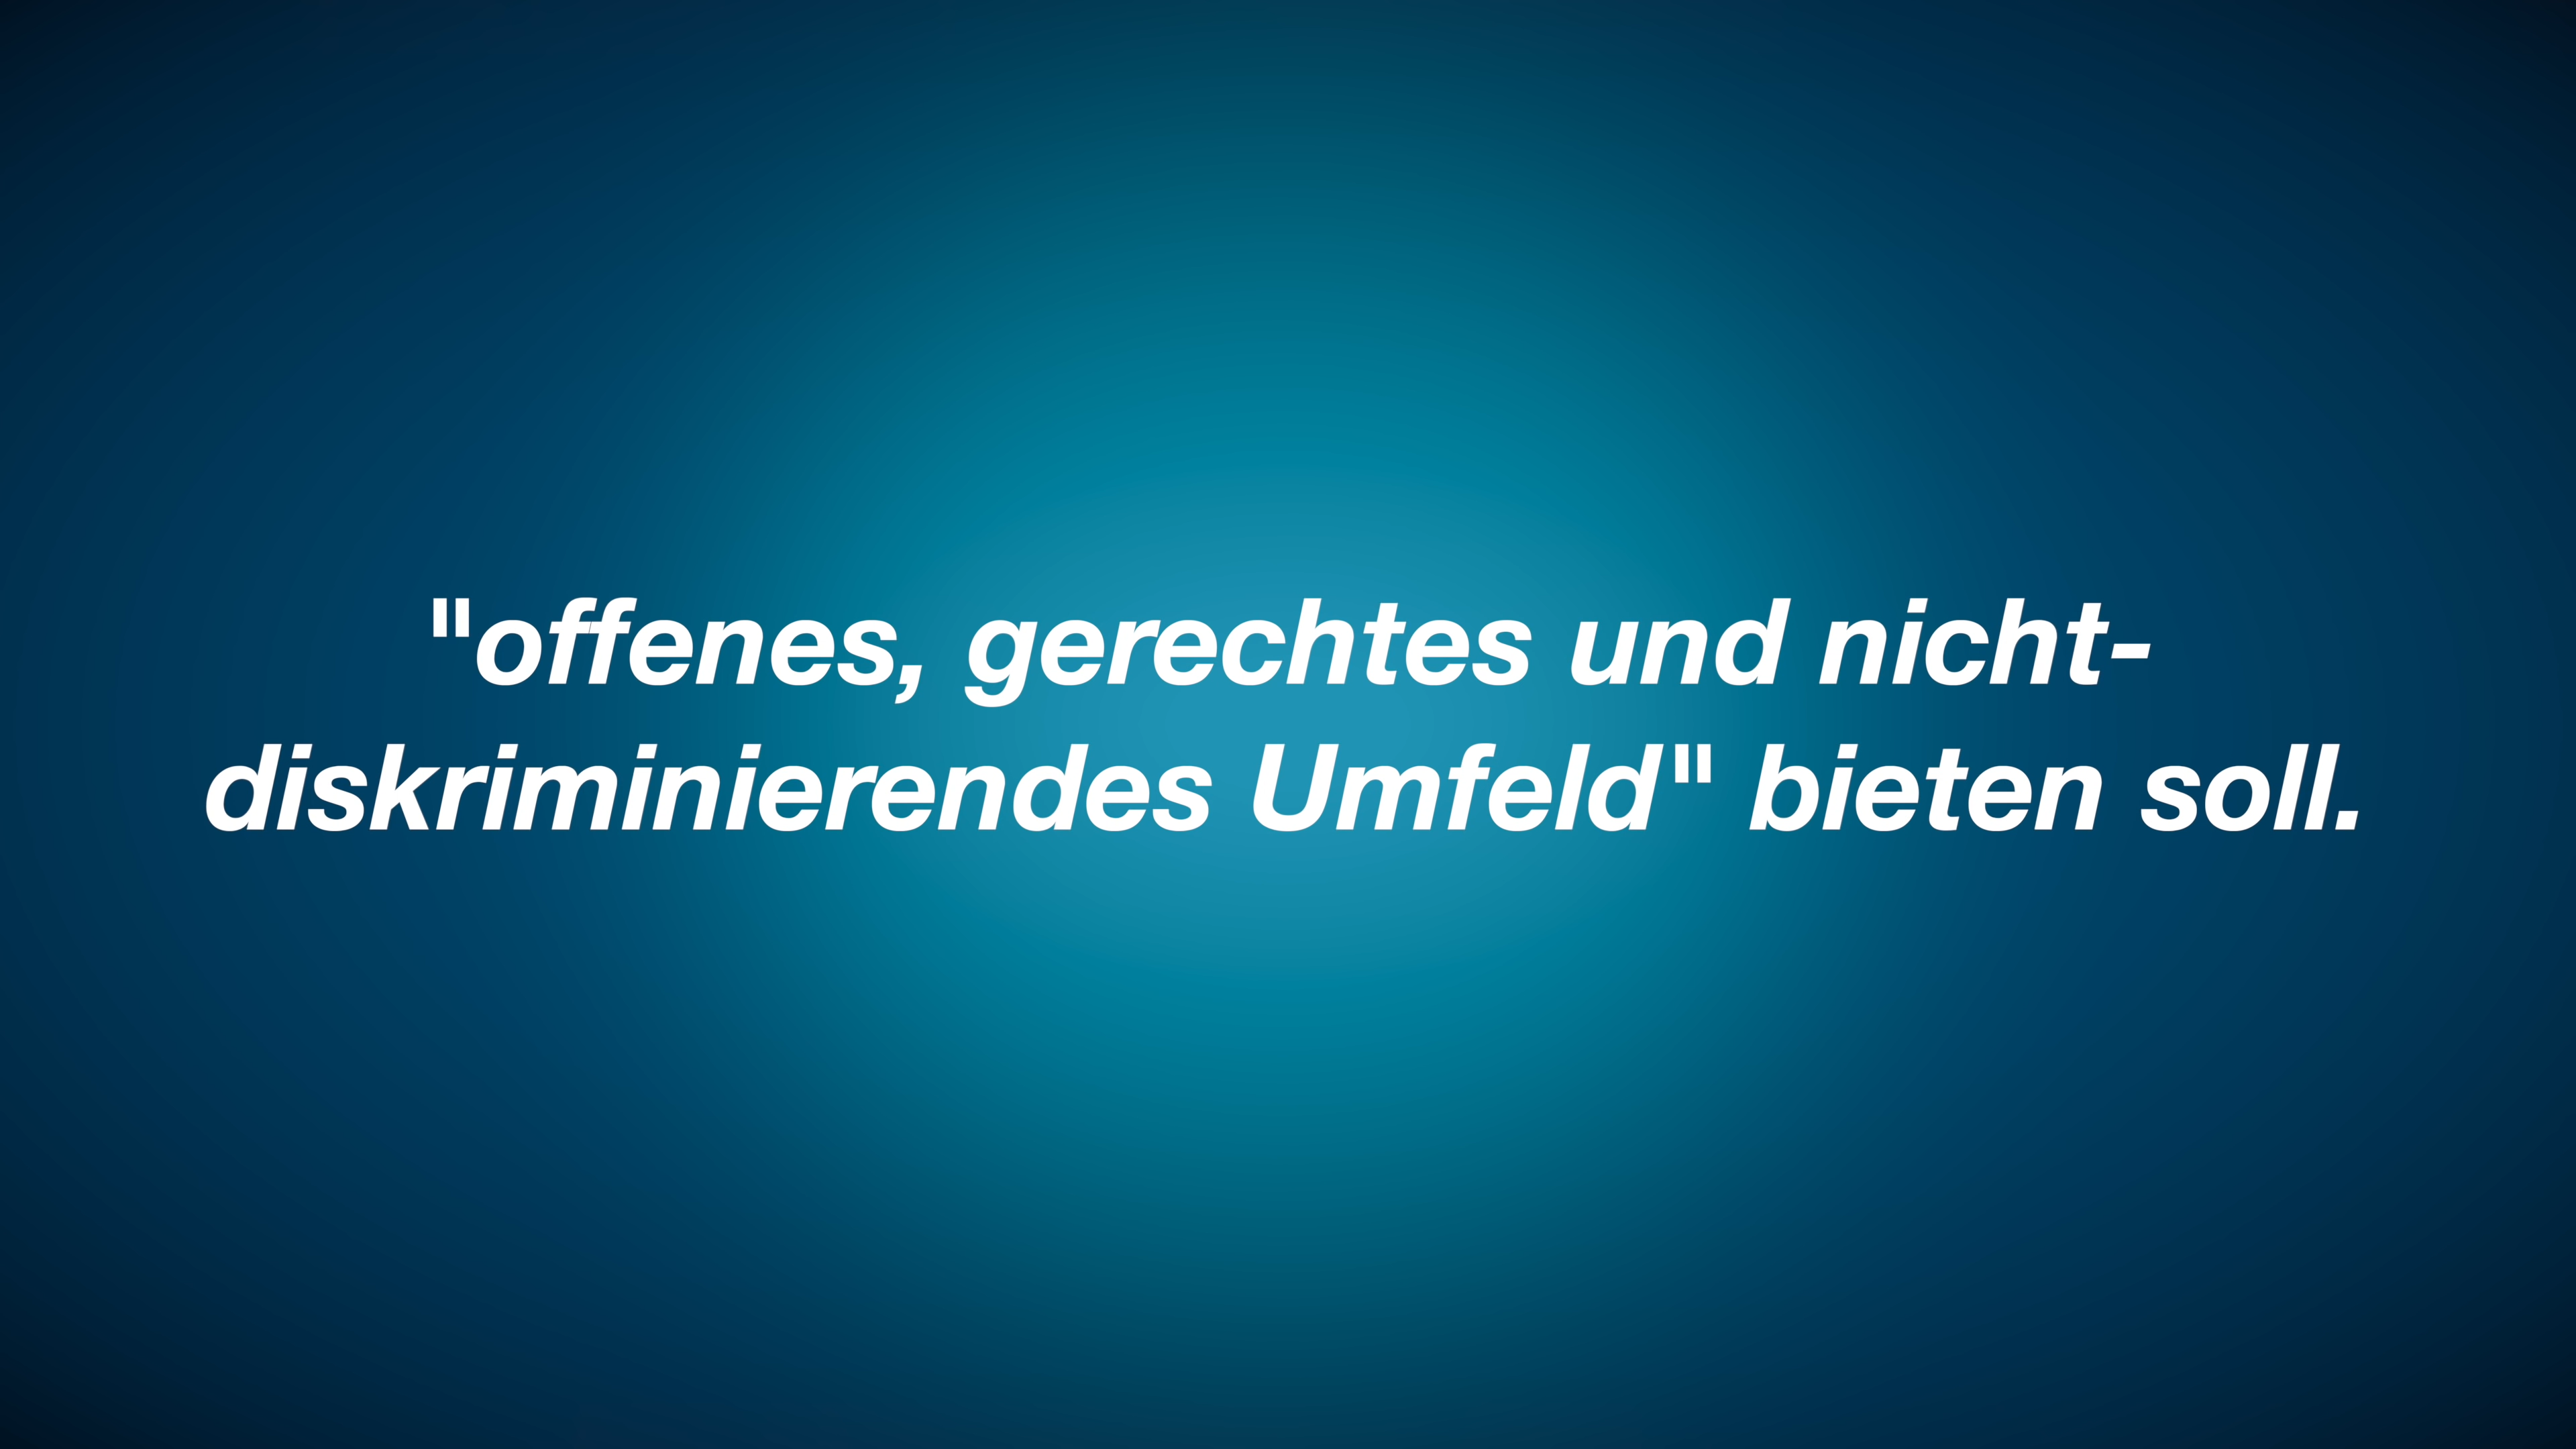 "offenes, gerechtes und nicht-
diskriminierendes Umfeld" bieten soll.